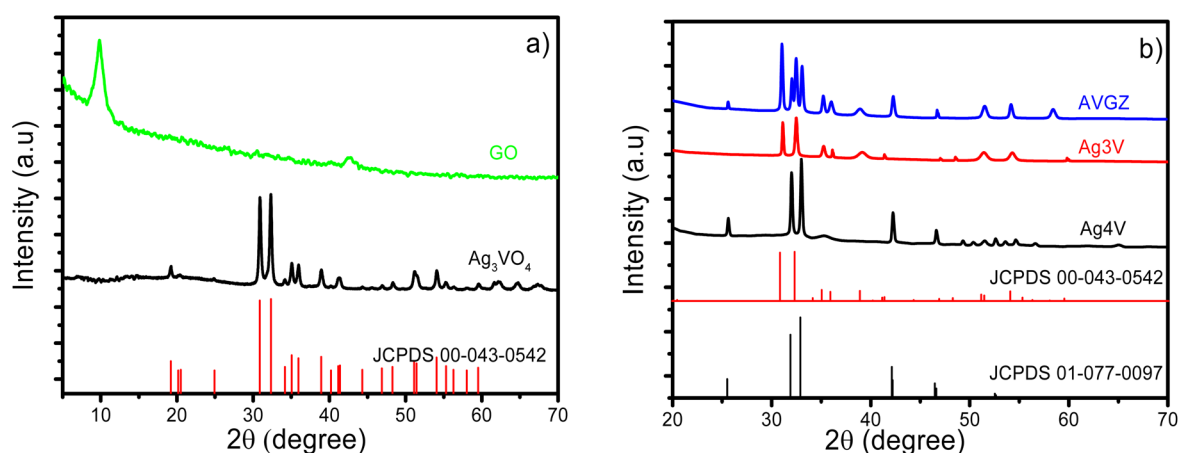 a)
Intensity (a.u)
GO
Ag₃VO₄
JCPDS 00-043-0542
10 20 30 40 50 60 70
2θ (degree)
b)
Intensity (a.u)
AVGZ
Ag3V
Ag4V
JCPDS 00-043-0542
JCPDS 01-077-0097
20 30 40 50 60 70
2θ (degree)